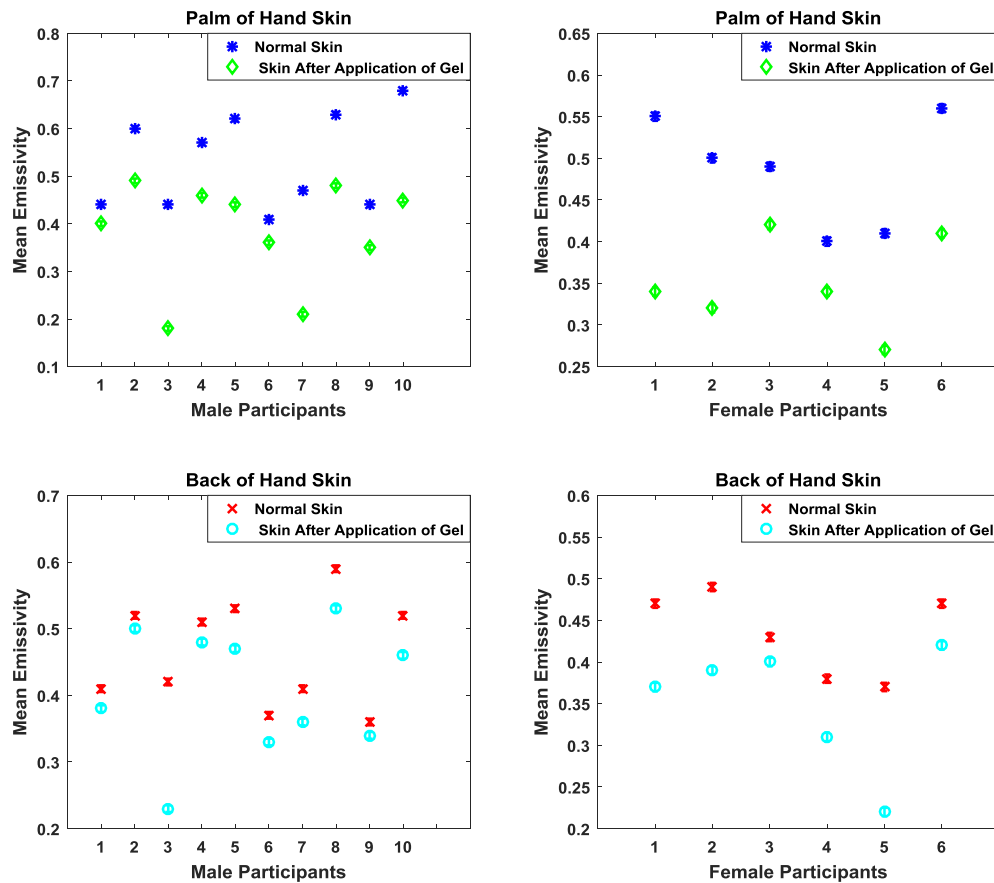 Palm of Hand Skin
Normal Skin
Skin After Application of Gel
Mean Emissivity
0.8
0.7
0.6
0.5
0.4
0.3
0.2
0.1
1 2 3 4 5 6 7 8 9 10
Male Participants
Palm of Hand Skin
Normal Skin
Skin After Application of Gel
Mean Emissivity
0.65
0.6
0.55
0.5
0.45
0.4
0.35
0.3
0.25
1 2 3 4 5 6
Female Participants
Back of Hand Skin
Normal Skin
Skin After Application of Gel
Mean Emissivity
0.7
0.6
0.5
0.4
0.3
0.2
1 2 3 4 5 6 7 8 9 10
Male Participants
Back of Hand Skin
Normal Skin
Skin After Application of Gel
Mean Emissivity
0.6
0.55
0.5
0.45
0.4
0.35
0.3
0.25
0.2
1 2 3 4 5 6
Female Participants